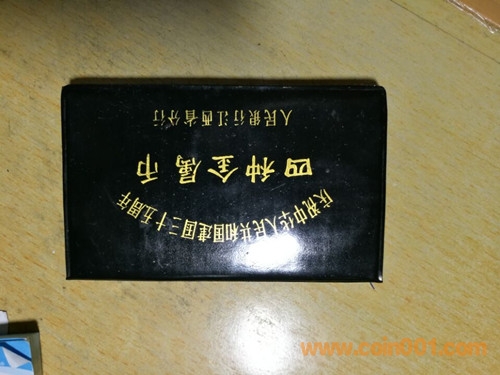 庆祝中华人民共和国建国三十五周年
四种金属币
人民银行江西省分行
www.coin001.com